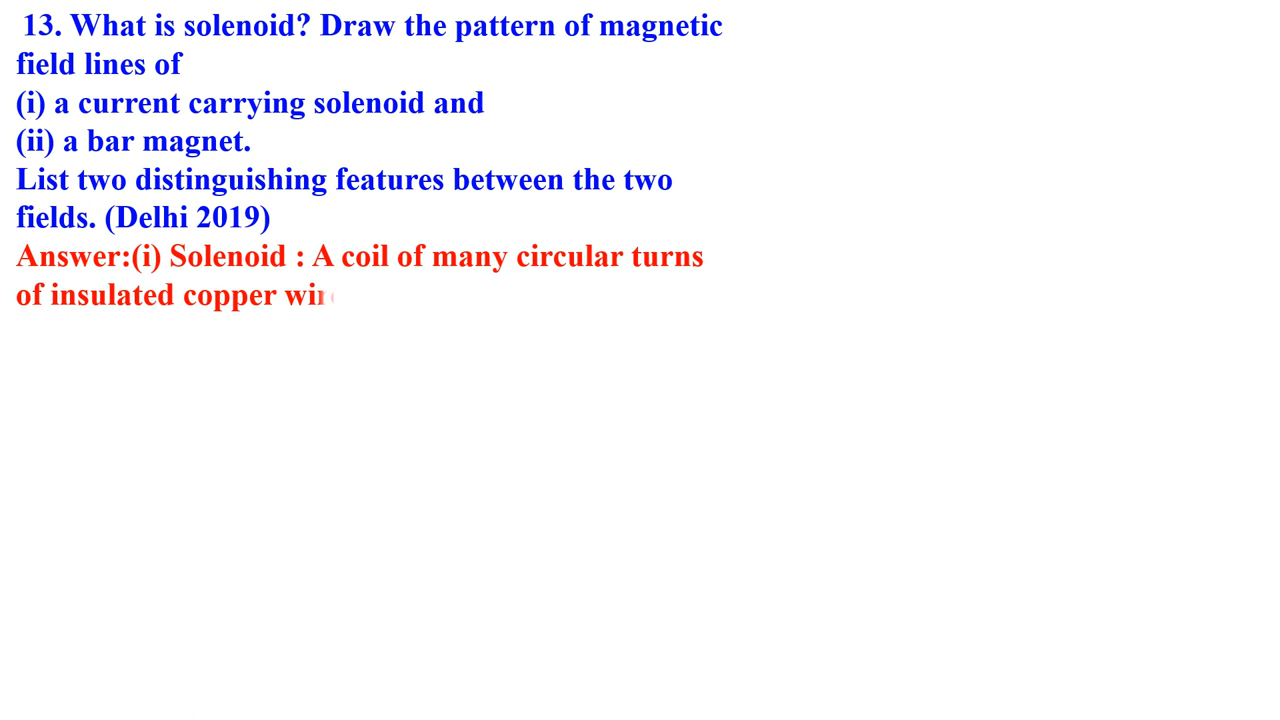 13. What is solenoid? Draw the pattern of magnetic
field lines of
(i) a current carrying solenoid and
(ii) a bar magnet.
List two distinguishing features between the two
fields. (Delhi 2019)
Answer:(i) Solenoid : A coil of many circular turns
of insulated copper wire